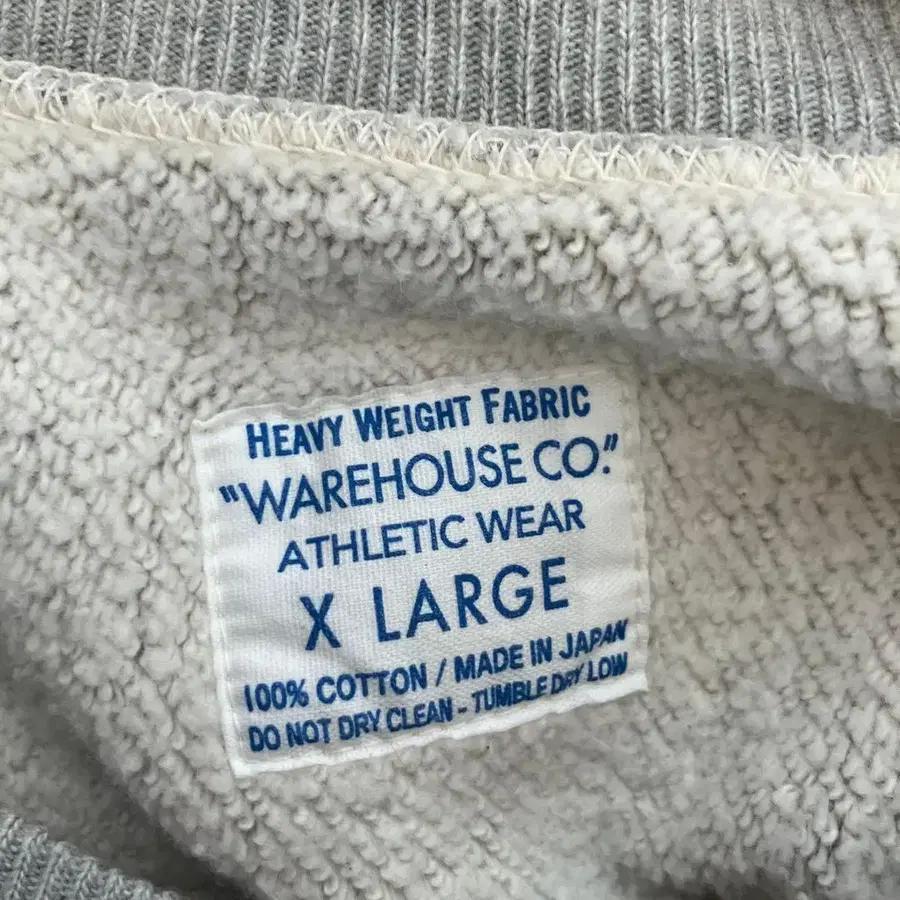 HEAVY WEIGHT FABRIC
"WAREHOUSE CO."
ATHLETIC WEAR
X LARGE
100% COTTON / MADE IN JAPAN
DO NOT DRY CLEAN - TUMBLE DRY LOW